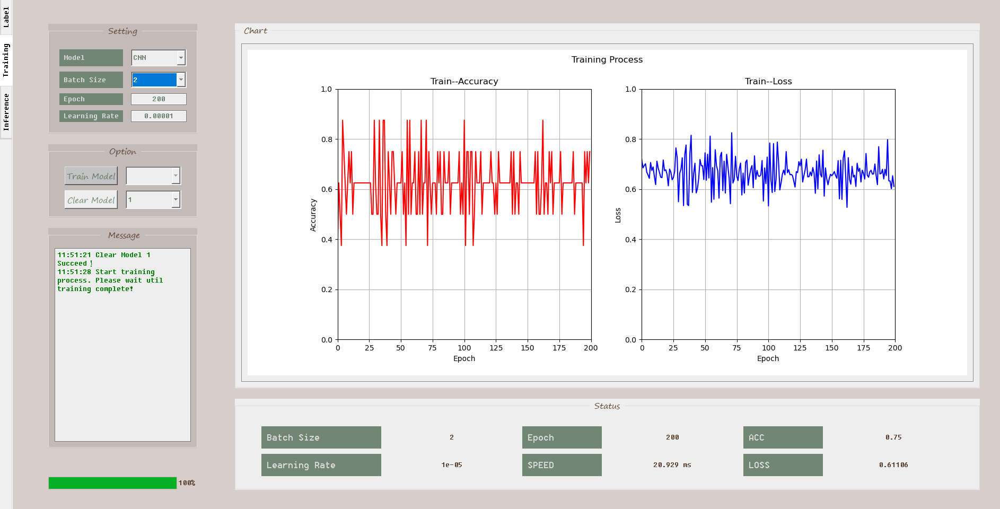 Label
Training
Inference
Setting
Model
CNN
Batch Size
2
Epoch
200
Learning Rate
0.00001
Option
Train Model
Clear Model
1
Message
11:51:21 Clear Model 1
Succeed!
11:51:28 Start training
process. Please wait util
training complete!
100%
Chart
Training Process
Train--Accuracy
1.0
0.8
0.6
0.4
0.2
0.0
Accuracy
0 25 50 75 100 125 150 175 200
Epoch
Train--Loss
1.0
0.8
0.6
0.4
0.2
0.0
Loss
0 25 50 75 100 125 150 175 200
Epoch
Status
Batch Size 2 Epoch 200 ACC 0.75
Learning Rate 1e-05 SPEED 20.929 ms LOSS 0.61106